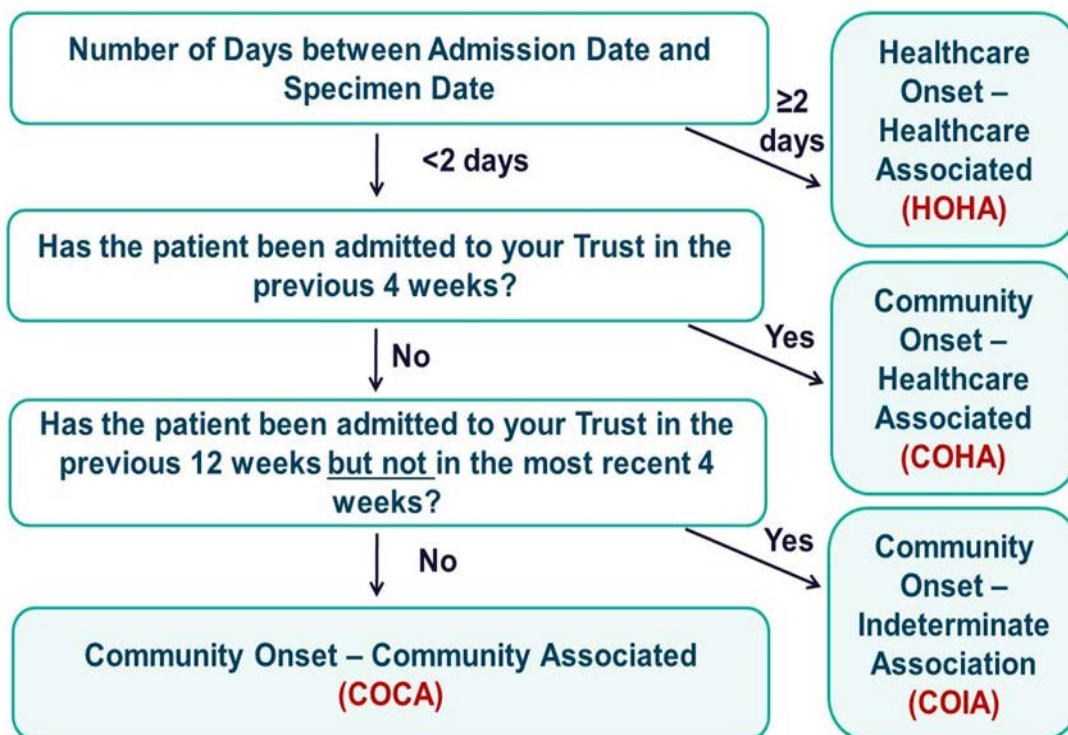 Number of Days between Admission Date and
Specimen Date
≥2
days
Healthcare
Onset –
Healthcare
Associated
(HOHA)
<2 days
Has the patient been admitted to your Trust in the
previous 4 weeks?
Yes
Community
Onset –
Healthcare
Associated
(COHA)
No
Has the patient been admitted to your Trust in the
previous 12 weeks but not in the most recent 4
weeks?
Yes
Community
Onset –
Indeterminate
Association
(COIA)
No
Community Onset – Community Associated
(COCA)